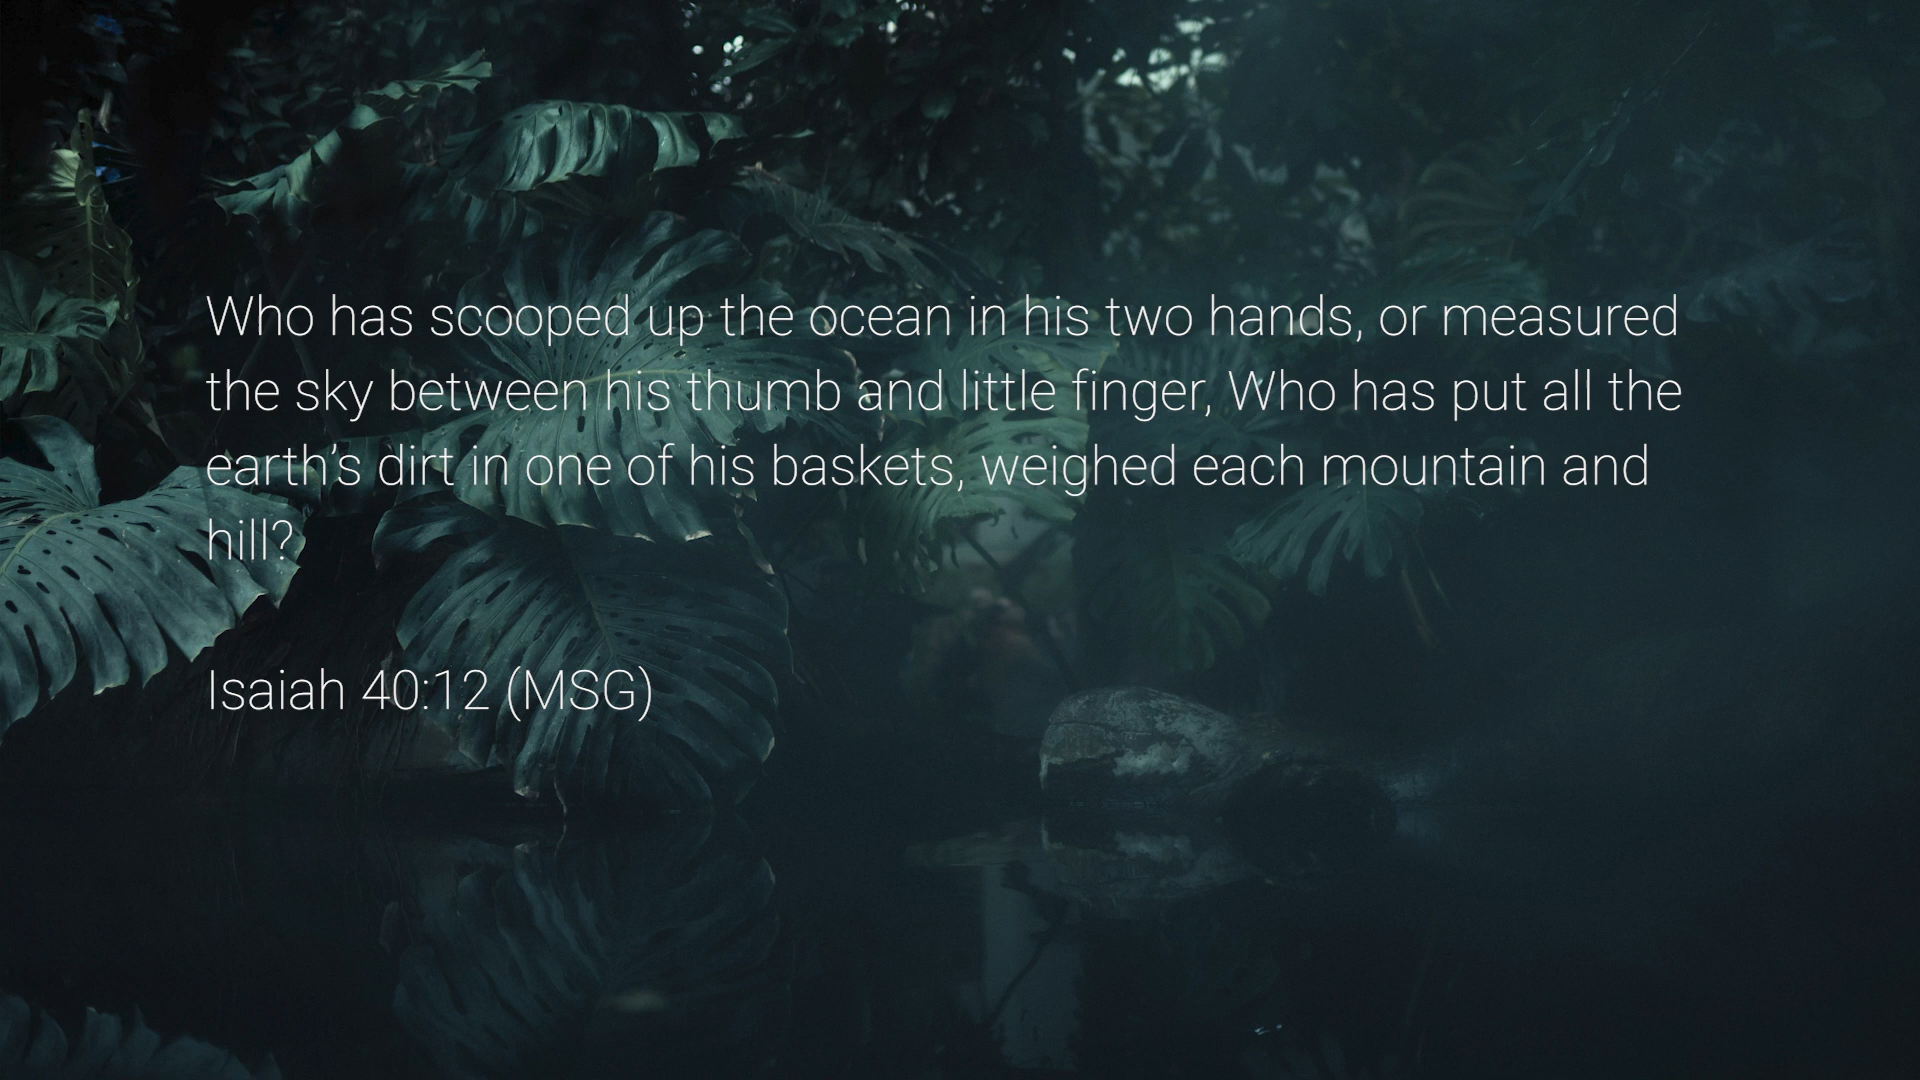 Who has scooped up the ocean in his two hands, or measured
the sky between his thumb and little finger, Who has put all the
earth’s dirt in one of his baskets, weighed each mountain and
hill?
Isaiah 40:12 (MSG)